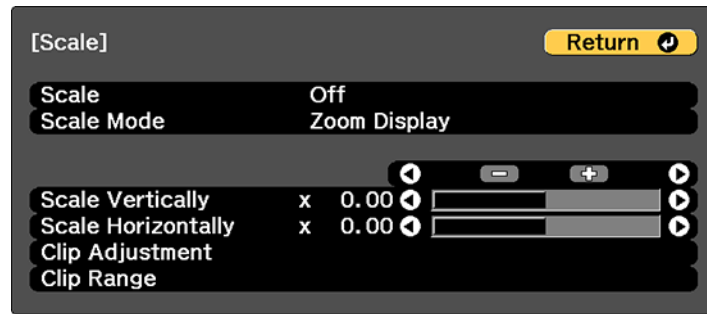 [Scale]
Return
Scale Off
Scale Mode Zoom Display
− +
Scale Vertically x 0.00
Scale Horizontally x 0.00
Clip Adjustment
Clip Range